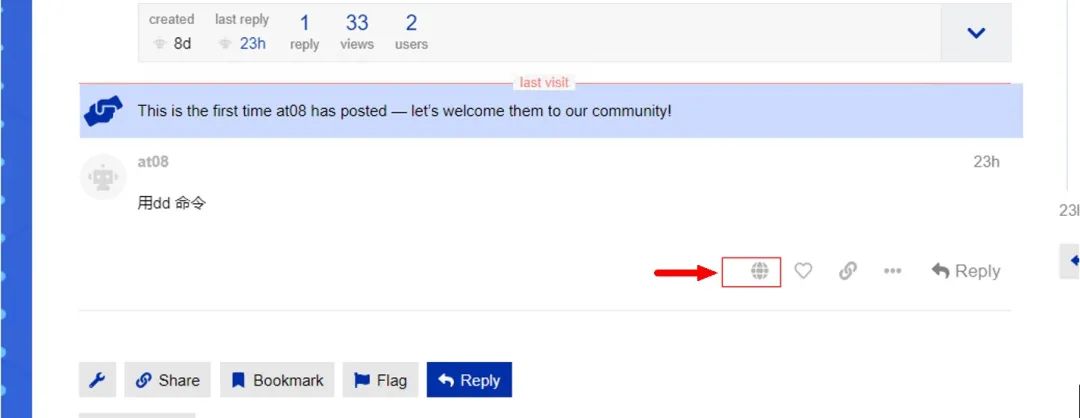 created last reply 1 33 2
8d 23h reply views users
last visit
This is the first time at08 has posted — let's welcome them to our community!
at08 23h
用dd 命令
Reply
Share Bookmark Flag Reply